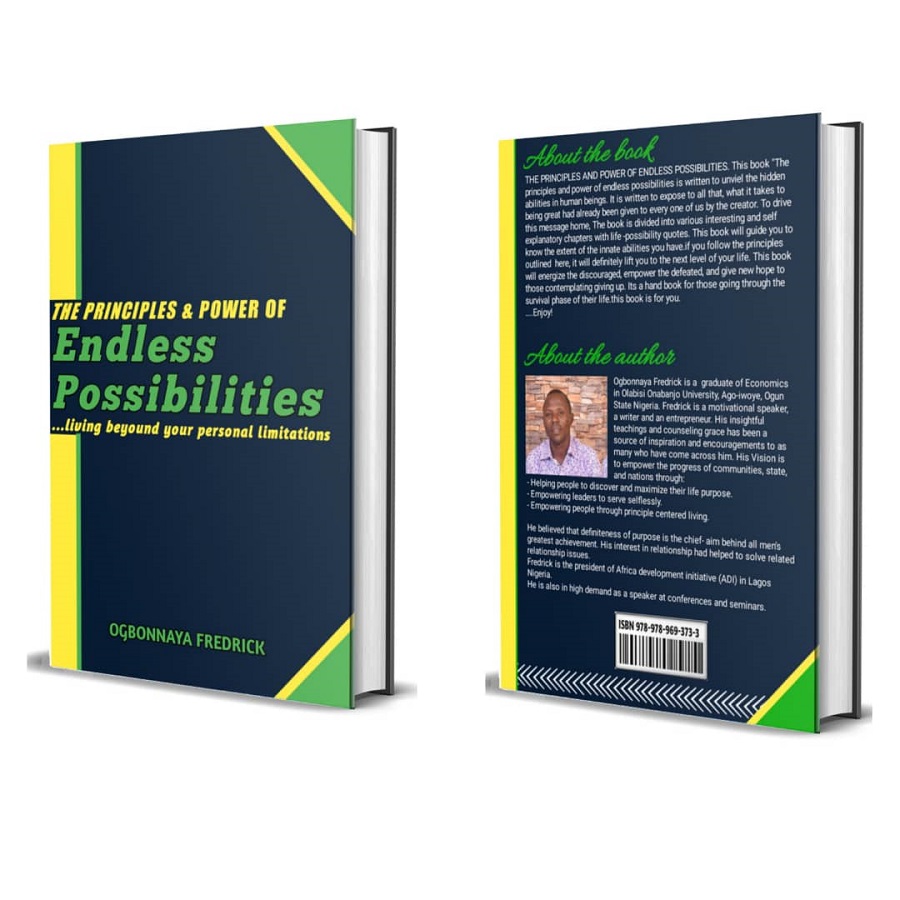 THE PRINCIPLES & POWER OF
Endless
Possibilities
...living beyound your personal limitations
OGBONNAYA FREDRICK
About the book
THE PRINCIPLES AND POWER OF ENDLESS POSSIBILITIES. This book "The
principles and power of endless possibilities is written to unviel the hidden
abilities in human beings. It is written to expose to all that, what it takes to
being great had already been given to every one of us by the creator. To drive
this message home, The book is divided into various interesting and self
explanatory chapters with life -possibility quotes. This book will guide you to
know the extent of the innate abilities you have.if you follow the principles
outlined here, it will definitely lift you to the next level of your life. This book
will energize the discouraged, empower the defeated, and give new hope to
those contemplating giving up. Its a hand book for those going through the
survival phase of their life.this book is for you.
....Enjoy!
About the author
Ogbonnaya Fredrick is a graduate of Economics
in Olabisi Onabanjo University, Ago-iwoye, Ogun
State Nigeria. Fredrick is a motivational speaker,
a writer and an entrepreneur. His insightful
teachings and counseling grace has been a
source of inspiration and encouragements to as
many who have come across him. His Vision is
to empower the progress of communities, state,
and nations through:
- Helping people to discover and maximize their life purpose.
- Empowering leaders to serve selflessly.
- Empowering people through principle centered living.
He believed that definiteness of purpose is the chief- aim behind all men's
greatest achievement. His interest in relationship had helped to solve related
relationship issues.
Fredrick is the president of Africa development initiative (ADI) in Lagos
Nigeria.
He is also in high demand as a speaker at conferences and seminars.
ISBN 978-978-969-373-3